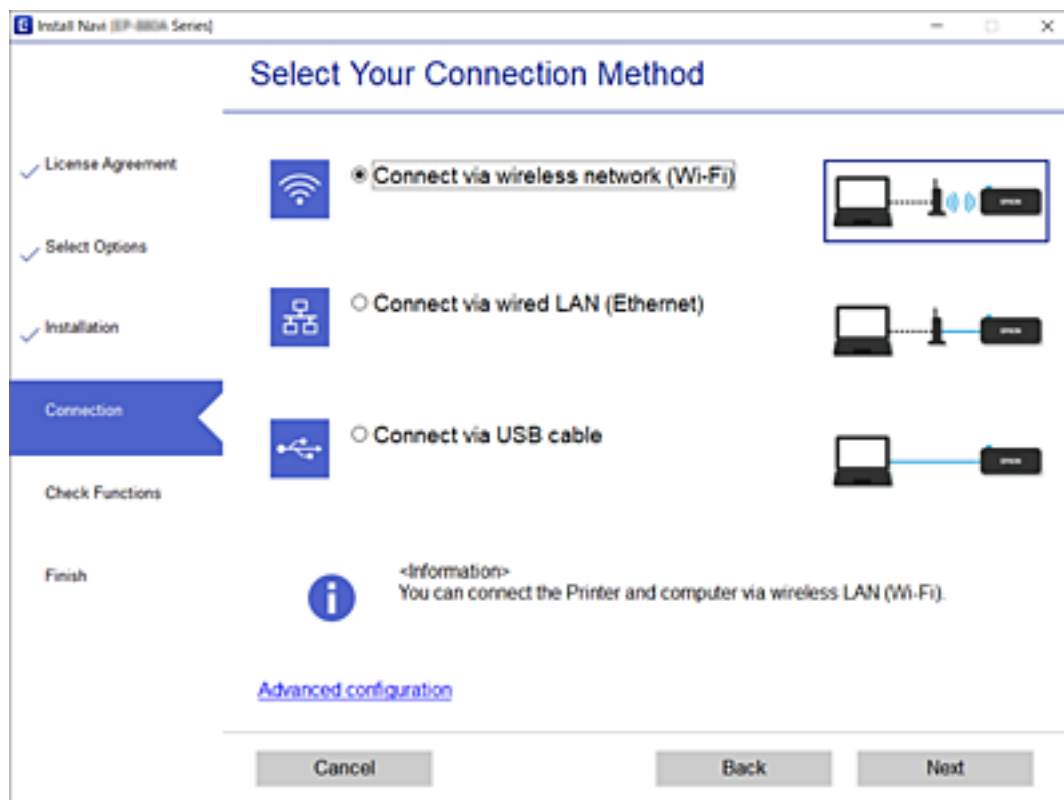 Install Navi [EP-880A Series]
Select Your Connection Method
License Agreement
Select Options
Installation
Connection
Check Functions
Finish
Connect via wireless network (Wi-Fi)
Connect via wired LAN (Ethernet)
Connect via USB cable
<Information>
You can connect the Printer and computer via wireless LAN (Wi-Fi).
Advanced configuration
Cancel
Back
Next